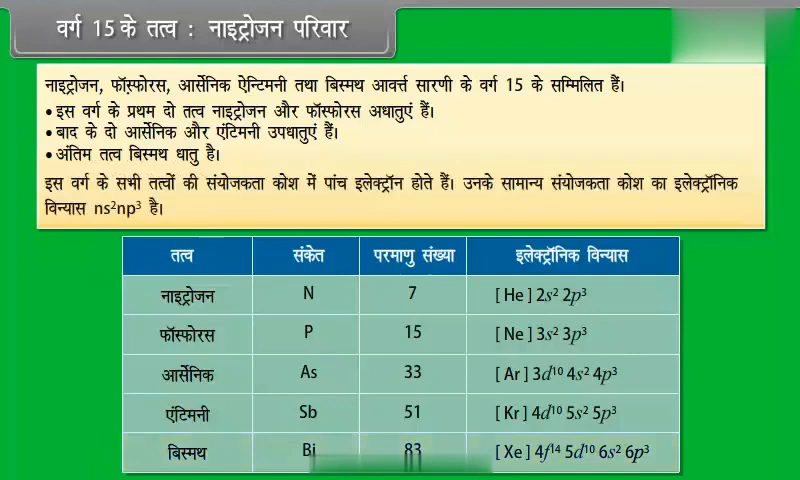 वर्ग 15 के तत्व : नाइट्रोजन परिवार
नाइट्रोजन, फॉस्फोरस, आर्सेनिक ऐन्टिमनी तथा बिस्मथ आवर्त्त सारणी के वर्ग 15 के सम्मिलित हैं।
• इस वर्ग के प्रथम दो तत्व नाइट्रोजन और फॉस्फोरस अधातुएं हैं।
• बाद के दो आर्सेनिक और एंटिमनी उपधातुएं हैं।
• अंतिम तत्व बिस्मथ धातु है।
इस वर्ग के सभी तत्वों की संयोजकता कोश में पांच इलेक्ट्रॉन होते हैं। उनके सामान्य संयोजकता कोश का इलेक्ट्रॉनिक
विन्यास ns²np³ है।
तत्व संकेत परमाणु संख्या इलेक्ट्रॉनिक विन्यास
नाइट्रोजन N 7 [ He ] 2s² 2p³
फॉस्फोरस P 15 [ Ne ] 3s² 3p³
आर्सेनिक As 33 [ Ar ] 3d¹⁰ 4s² 4p³
एंटिमनी Sb 51 [ Kr ] 4d¹⁰ 5s² 5p³
बिस्मथ Bi 83 [ Xe ] 4f¹⁴ 5d¹⁰ 6s² 6p³